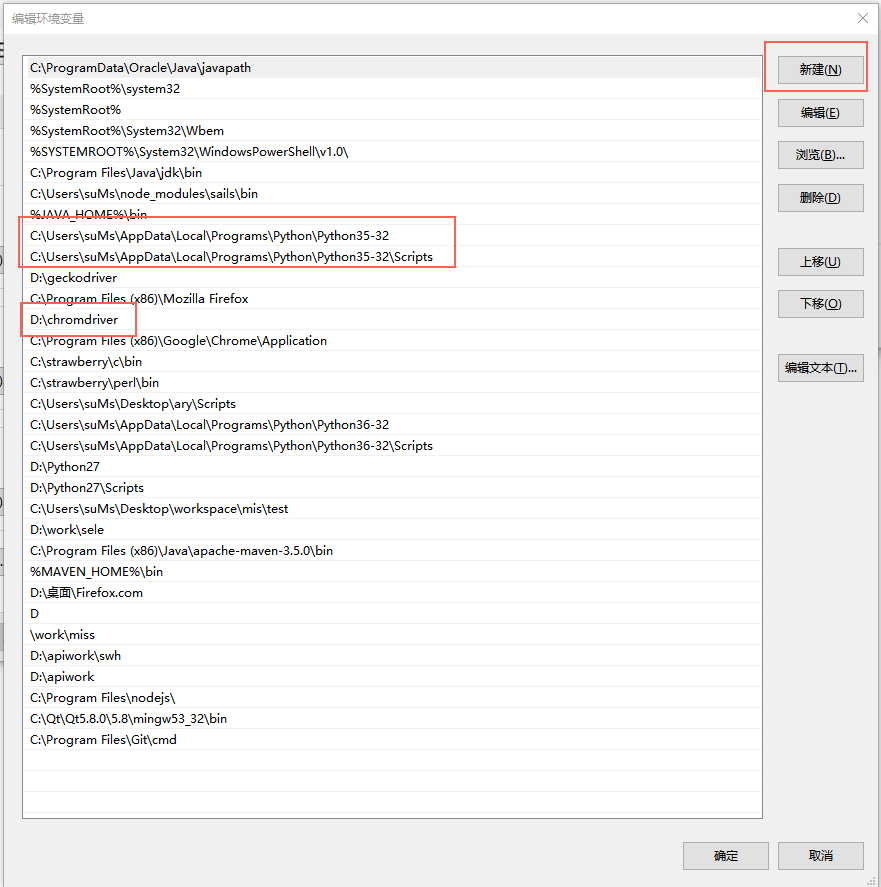 编辑环境变量
C:\ProgramData\Oracle\Java\javapath
%SystemRoot%\system32
%SystemRoot%
%SystemRoot%\System32\Wbem
%SYSTEMROOT%\System32\WindowsPowerShell\v1.0\
C:\Program Files\Java\jdk\bin
C:\Users\suMs\node_modules\sails\bin
%JAVA_HOME%\bin
C:\Users\suMs\AppData\Local\Programs\Python\Python35-32
C:\Users\suMs\AppData\Local\Programs\Python\Python35-32\Scripts
D:\geckodriver
C:\Program Files (x86)\Mozilla Firefox
D:\chromdriver
C:\Program Files (x86)\Google\Chrome\Application
C:\strawberry\c\bin
C:\strawberry\perl\bin
C:\Users\suMs\Desktop\ary\Scripts
C:\Users\suMs\AppData\Local\Programs\Python\Python36-32
C:\Users\suMs\AppData\Local\Programs\Python\Python36-32\Scripts
D:\Python27
D:\Python27\Scripts
C:\Users\suMs\Desktop\workspace\mis\test
D:\work\sele
C:\Program Files (x86)\Java\apache-maven-3.5.0\bin
%MAVEN_HOME%\bin
D:\桌面\Firefox.com
D
\work\miss
D:\apiwork\swh
D:\apiwork
C:\Program Files\nodejs\
C:\Qt\Qt5.8.0\5.8\mingw53_32\bin
C:\Program Files\Git\cmd
新建(N)
编辑(E)
浏览(B)...
删除(D)
上移(U)
下移(O)
编辑文本(T)...
确定
取消